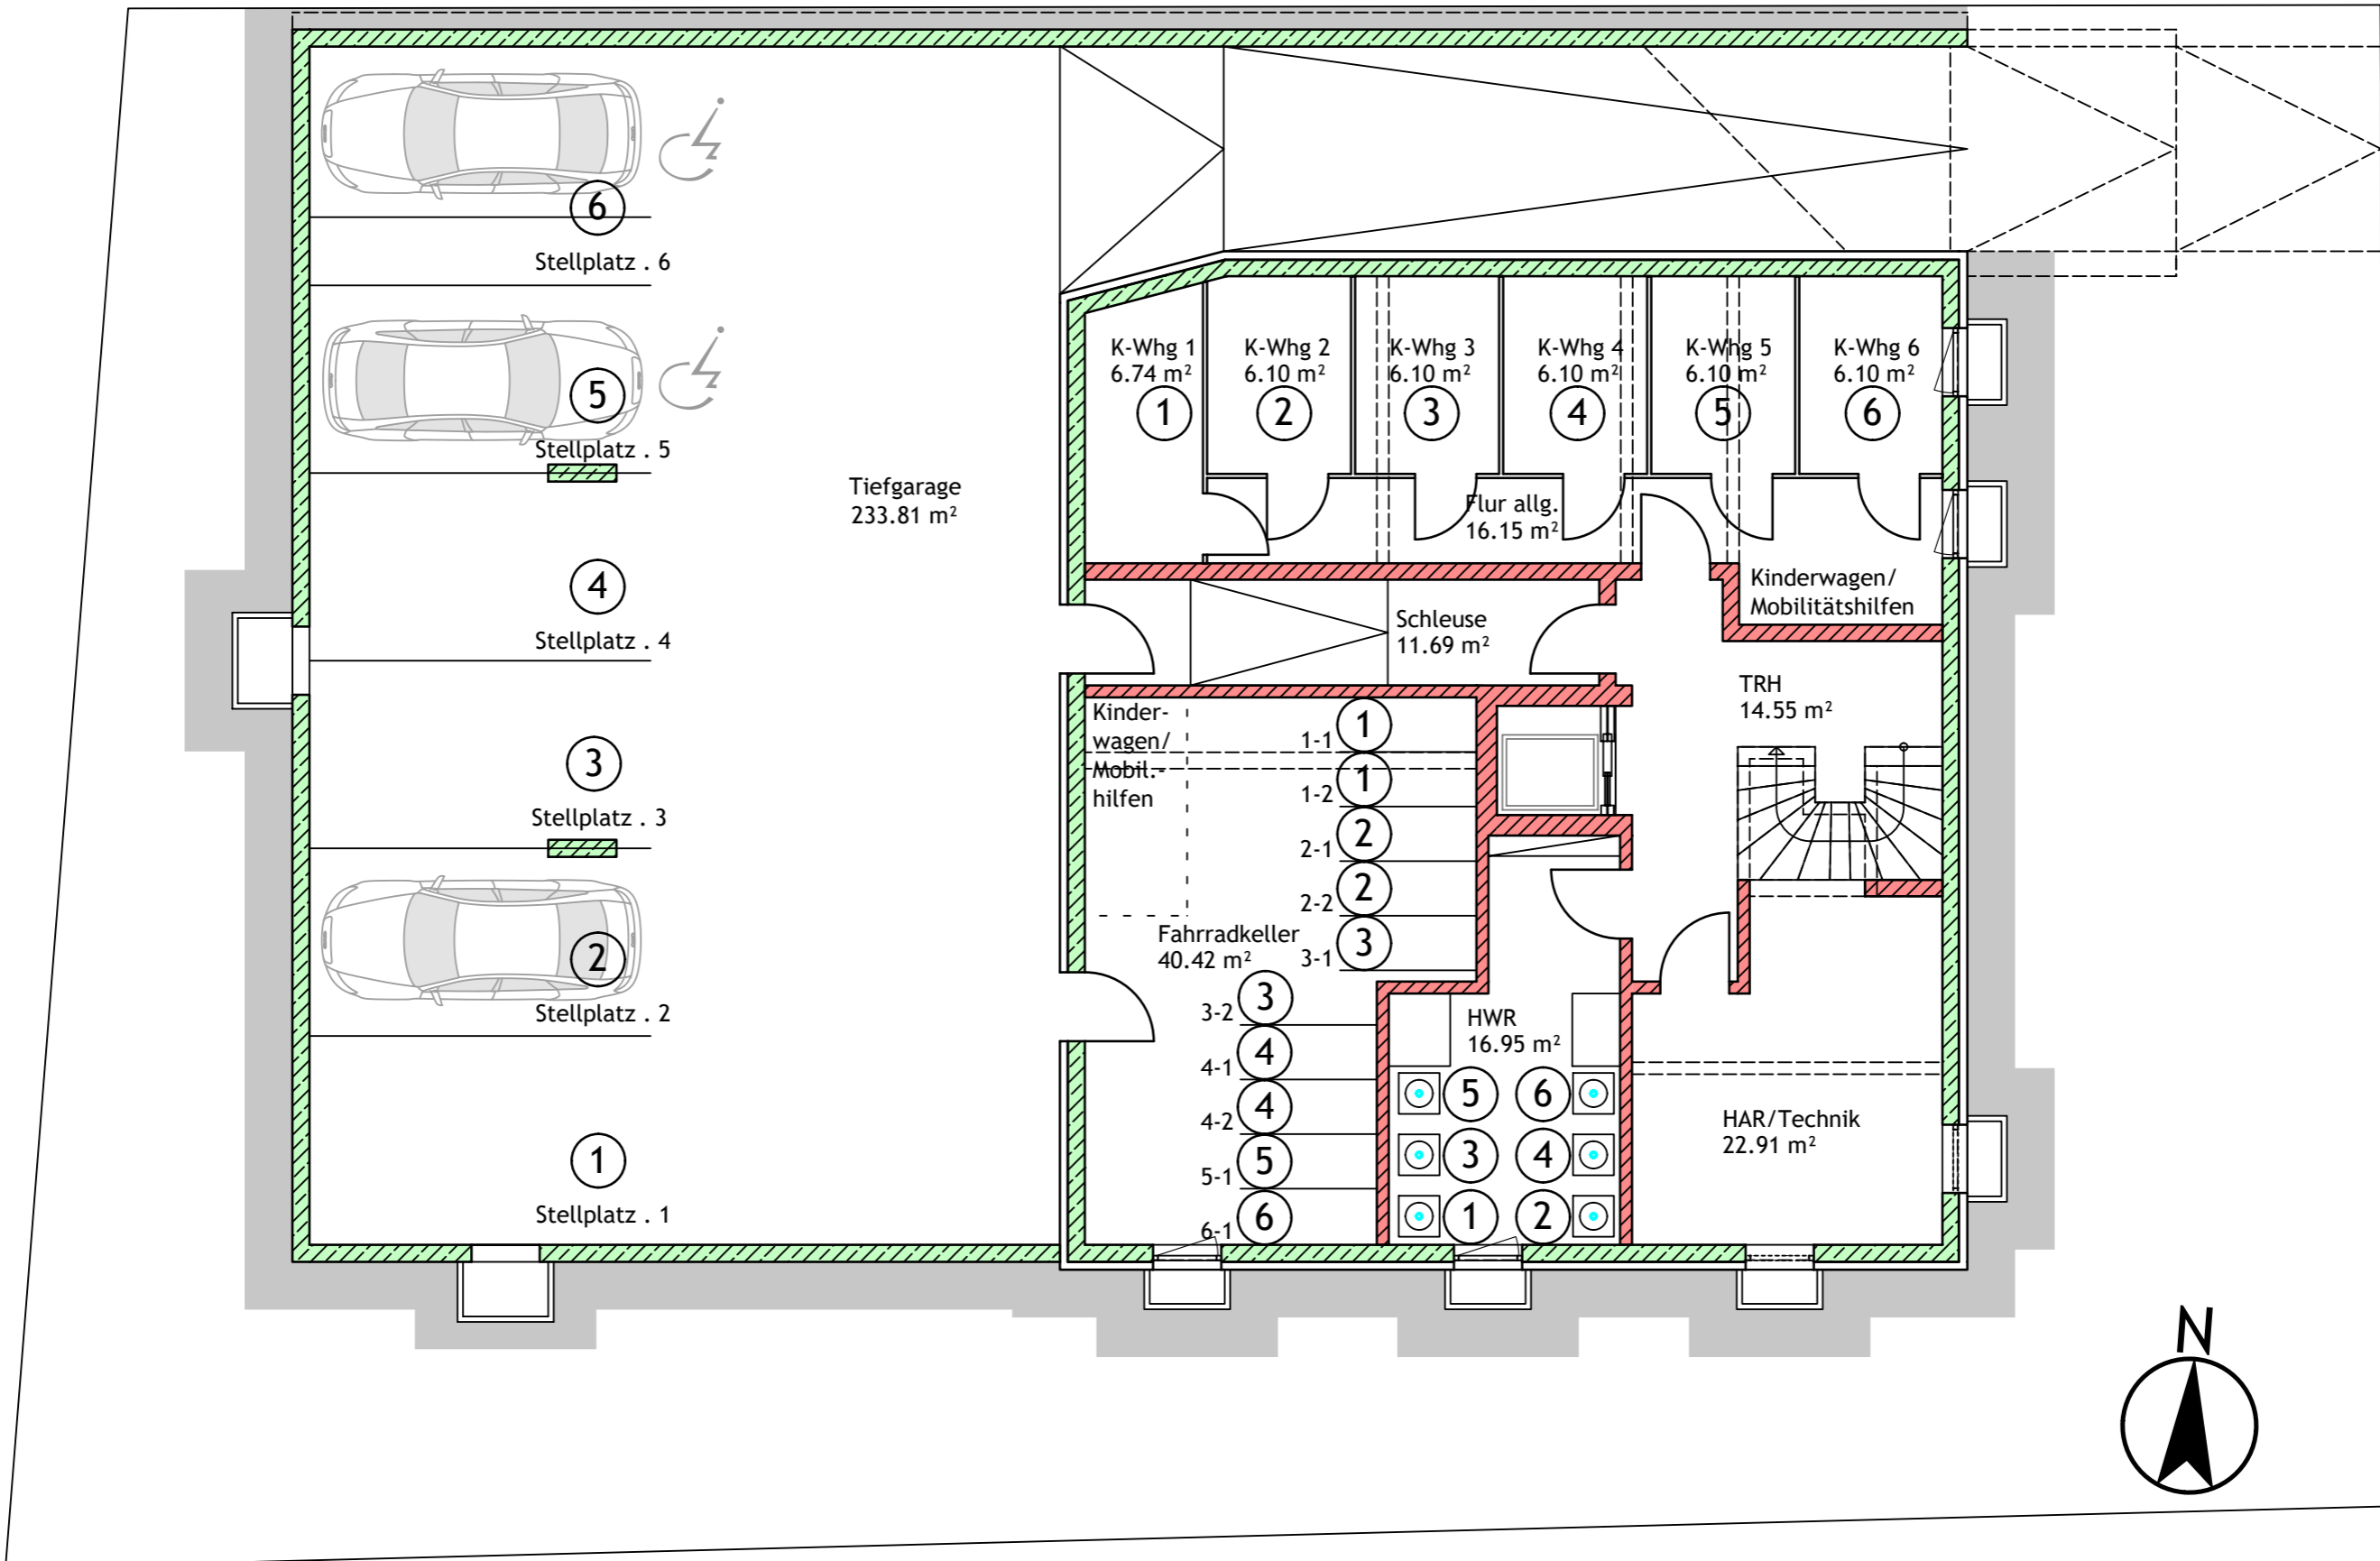 6
Stellplatz . 6
5
Stellplatz . 5
4
Stellplatz . 4
3
Stellplatz . 3
2
Stellplatz . 2
1
Stellplatz . 1
Tiefgarage
233.81 m²
K-Whg 1
6.74 m²
1
K-Whg 2
6.10 m²
2
K-Whg 3
6.10 m²
3
K-Whg 4
6.10 m²
4
K-Whg 5
6.10 m²
5
K-Whg 6
6.10 m²
6
Flur allg.
16.15 m²
Kinderwagen/
Mobilitätshilfen
Schleuse
11.69 m²
TRH
14.55 m²
Kinder-
wagen/
Mobil.-
hilfen
1-1 1
1-2 1
2-1 2
2-2 2
3-1 3
Fahrradkeller
40.42 m²
3-2 3
4-1 4
4-2 4
5-1 5
6-1 6
HWR
16.95 m²
5 6
3 4
1 2
HAR/Technik
22.91 m²
N